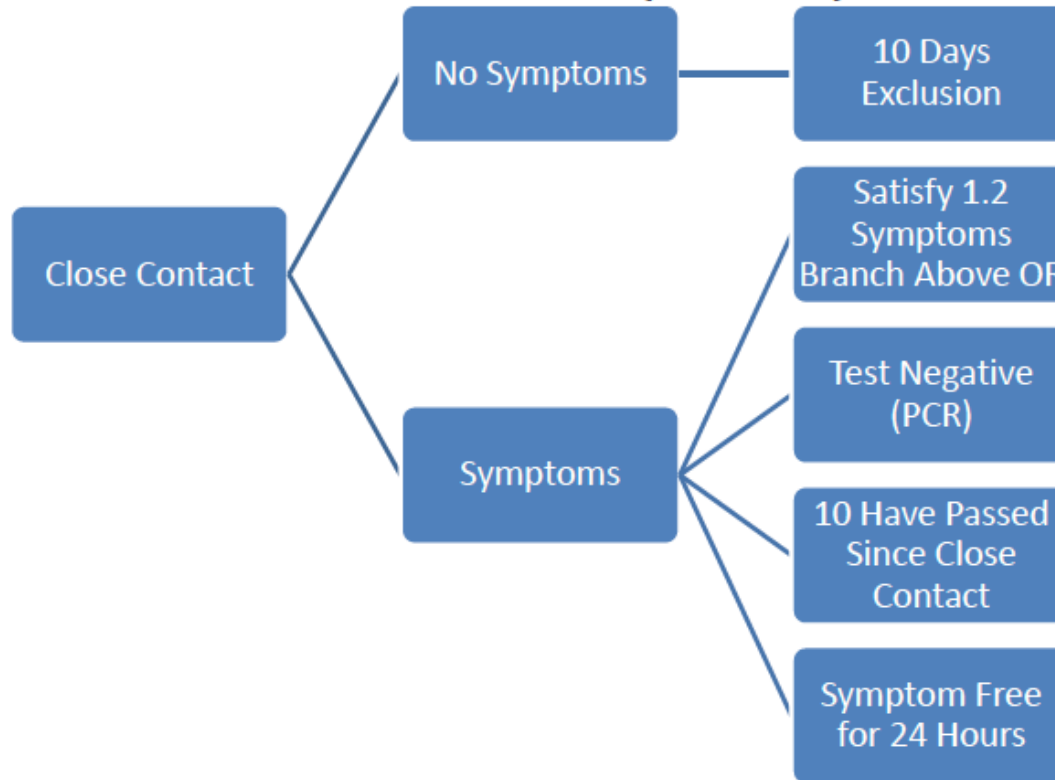 No Symptoms
10 Days
Exclusion
Close Contact
Satisfy 1.2
Symptoms
Branch Above OR
Test Negative
(PCR)
Symptoms
10 Have Passed
Since Close
Contact
Symptom Free
for 24 Hours